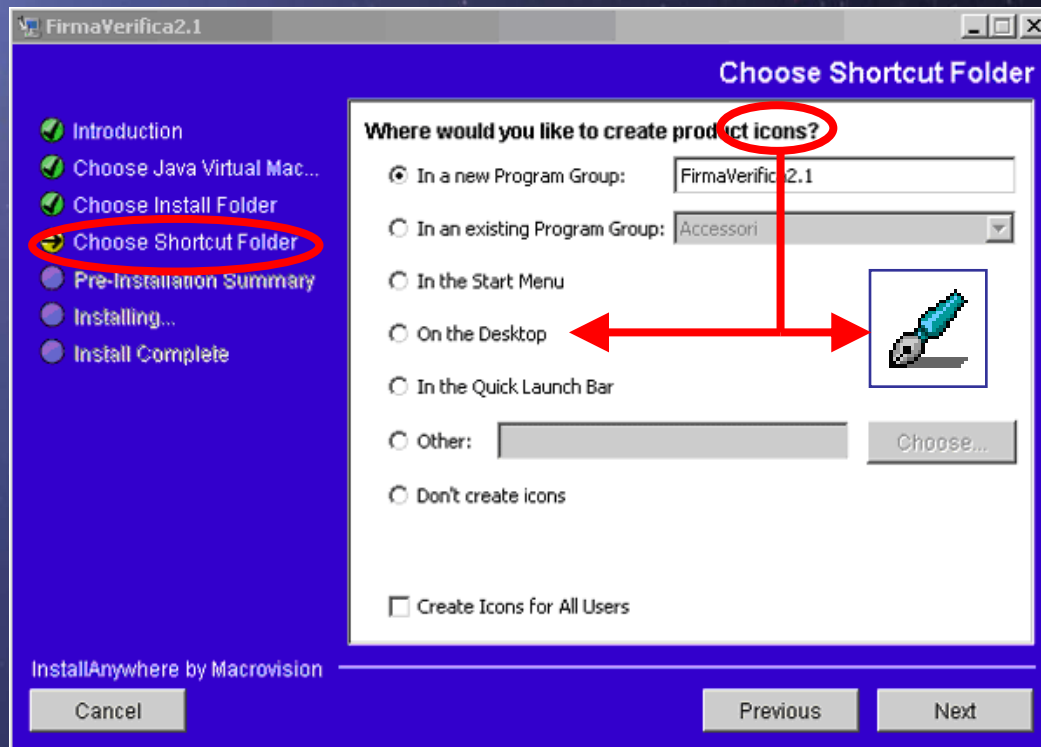 FirmaVerifica2.1
Choose Shortcut Folder
Introduction
Choose Java Virtual Mac...
Choose Install Folder
Choose Shortcut Folder
Pre-Installation Summary
Installing...
Install Complete
Where would you like to create product icons?
In a new Program Group: FirmaVerifica2.1
In an existing Program Group: Accessori
In the Start Menu
On the Desktop
In the Quick Launch Bar
Other: Choose...
Don't create icons
Create Icons for All Users
InstallAnywhere by Macrovision
Cancel Previous Next